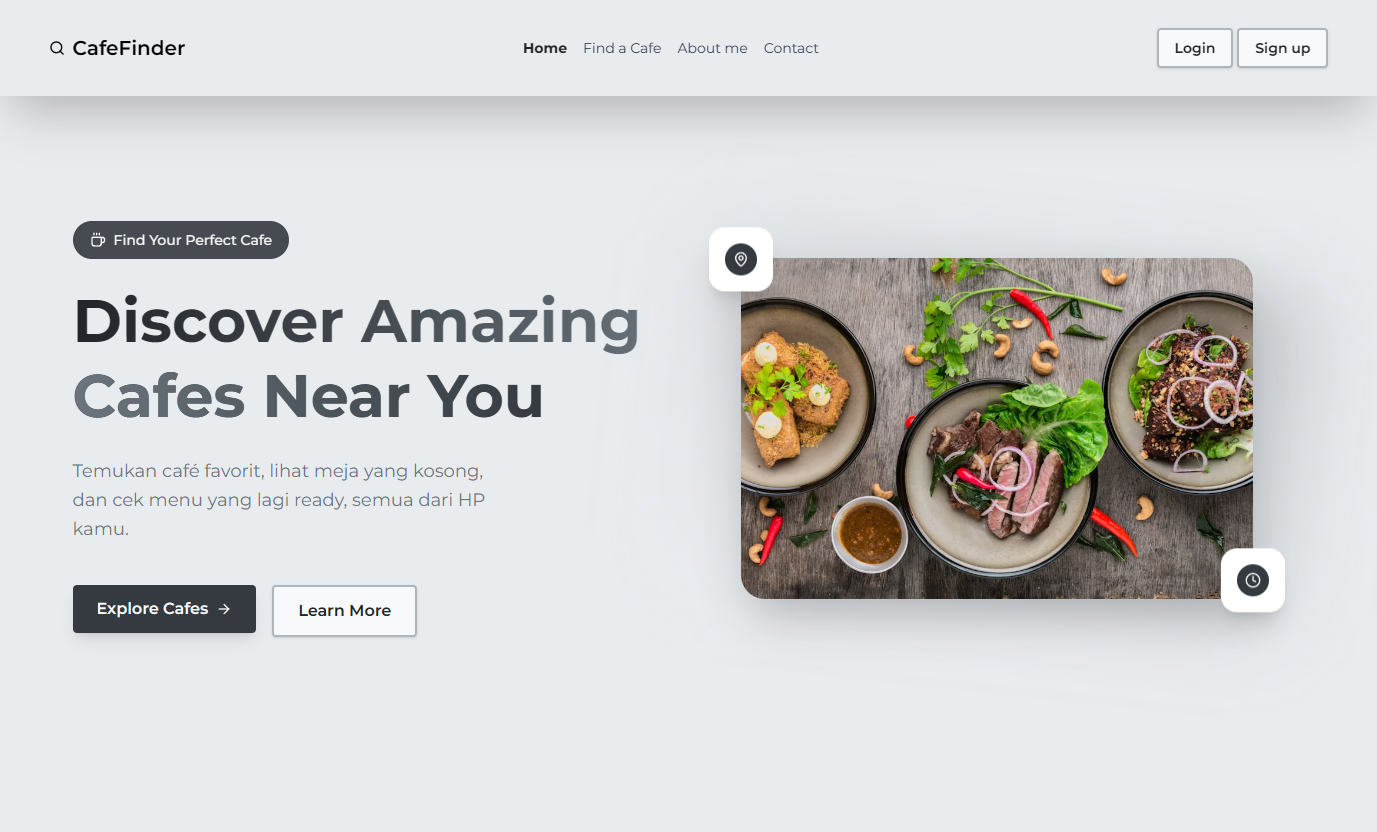 CafeFinder
Home Find a Cafe About me Contact
Login Sign up
Find Your Perfect Cafe
Discover Amazing
Cafes Near You
Temukan café favorit, lihat meja yang kosong,
dan cek menu yang lagi ready, semua dari HP
kamu.
Explore Cafes Learn More